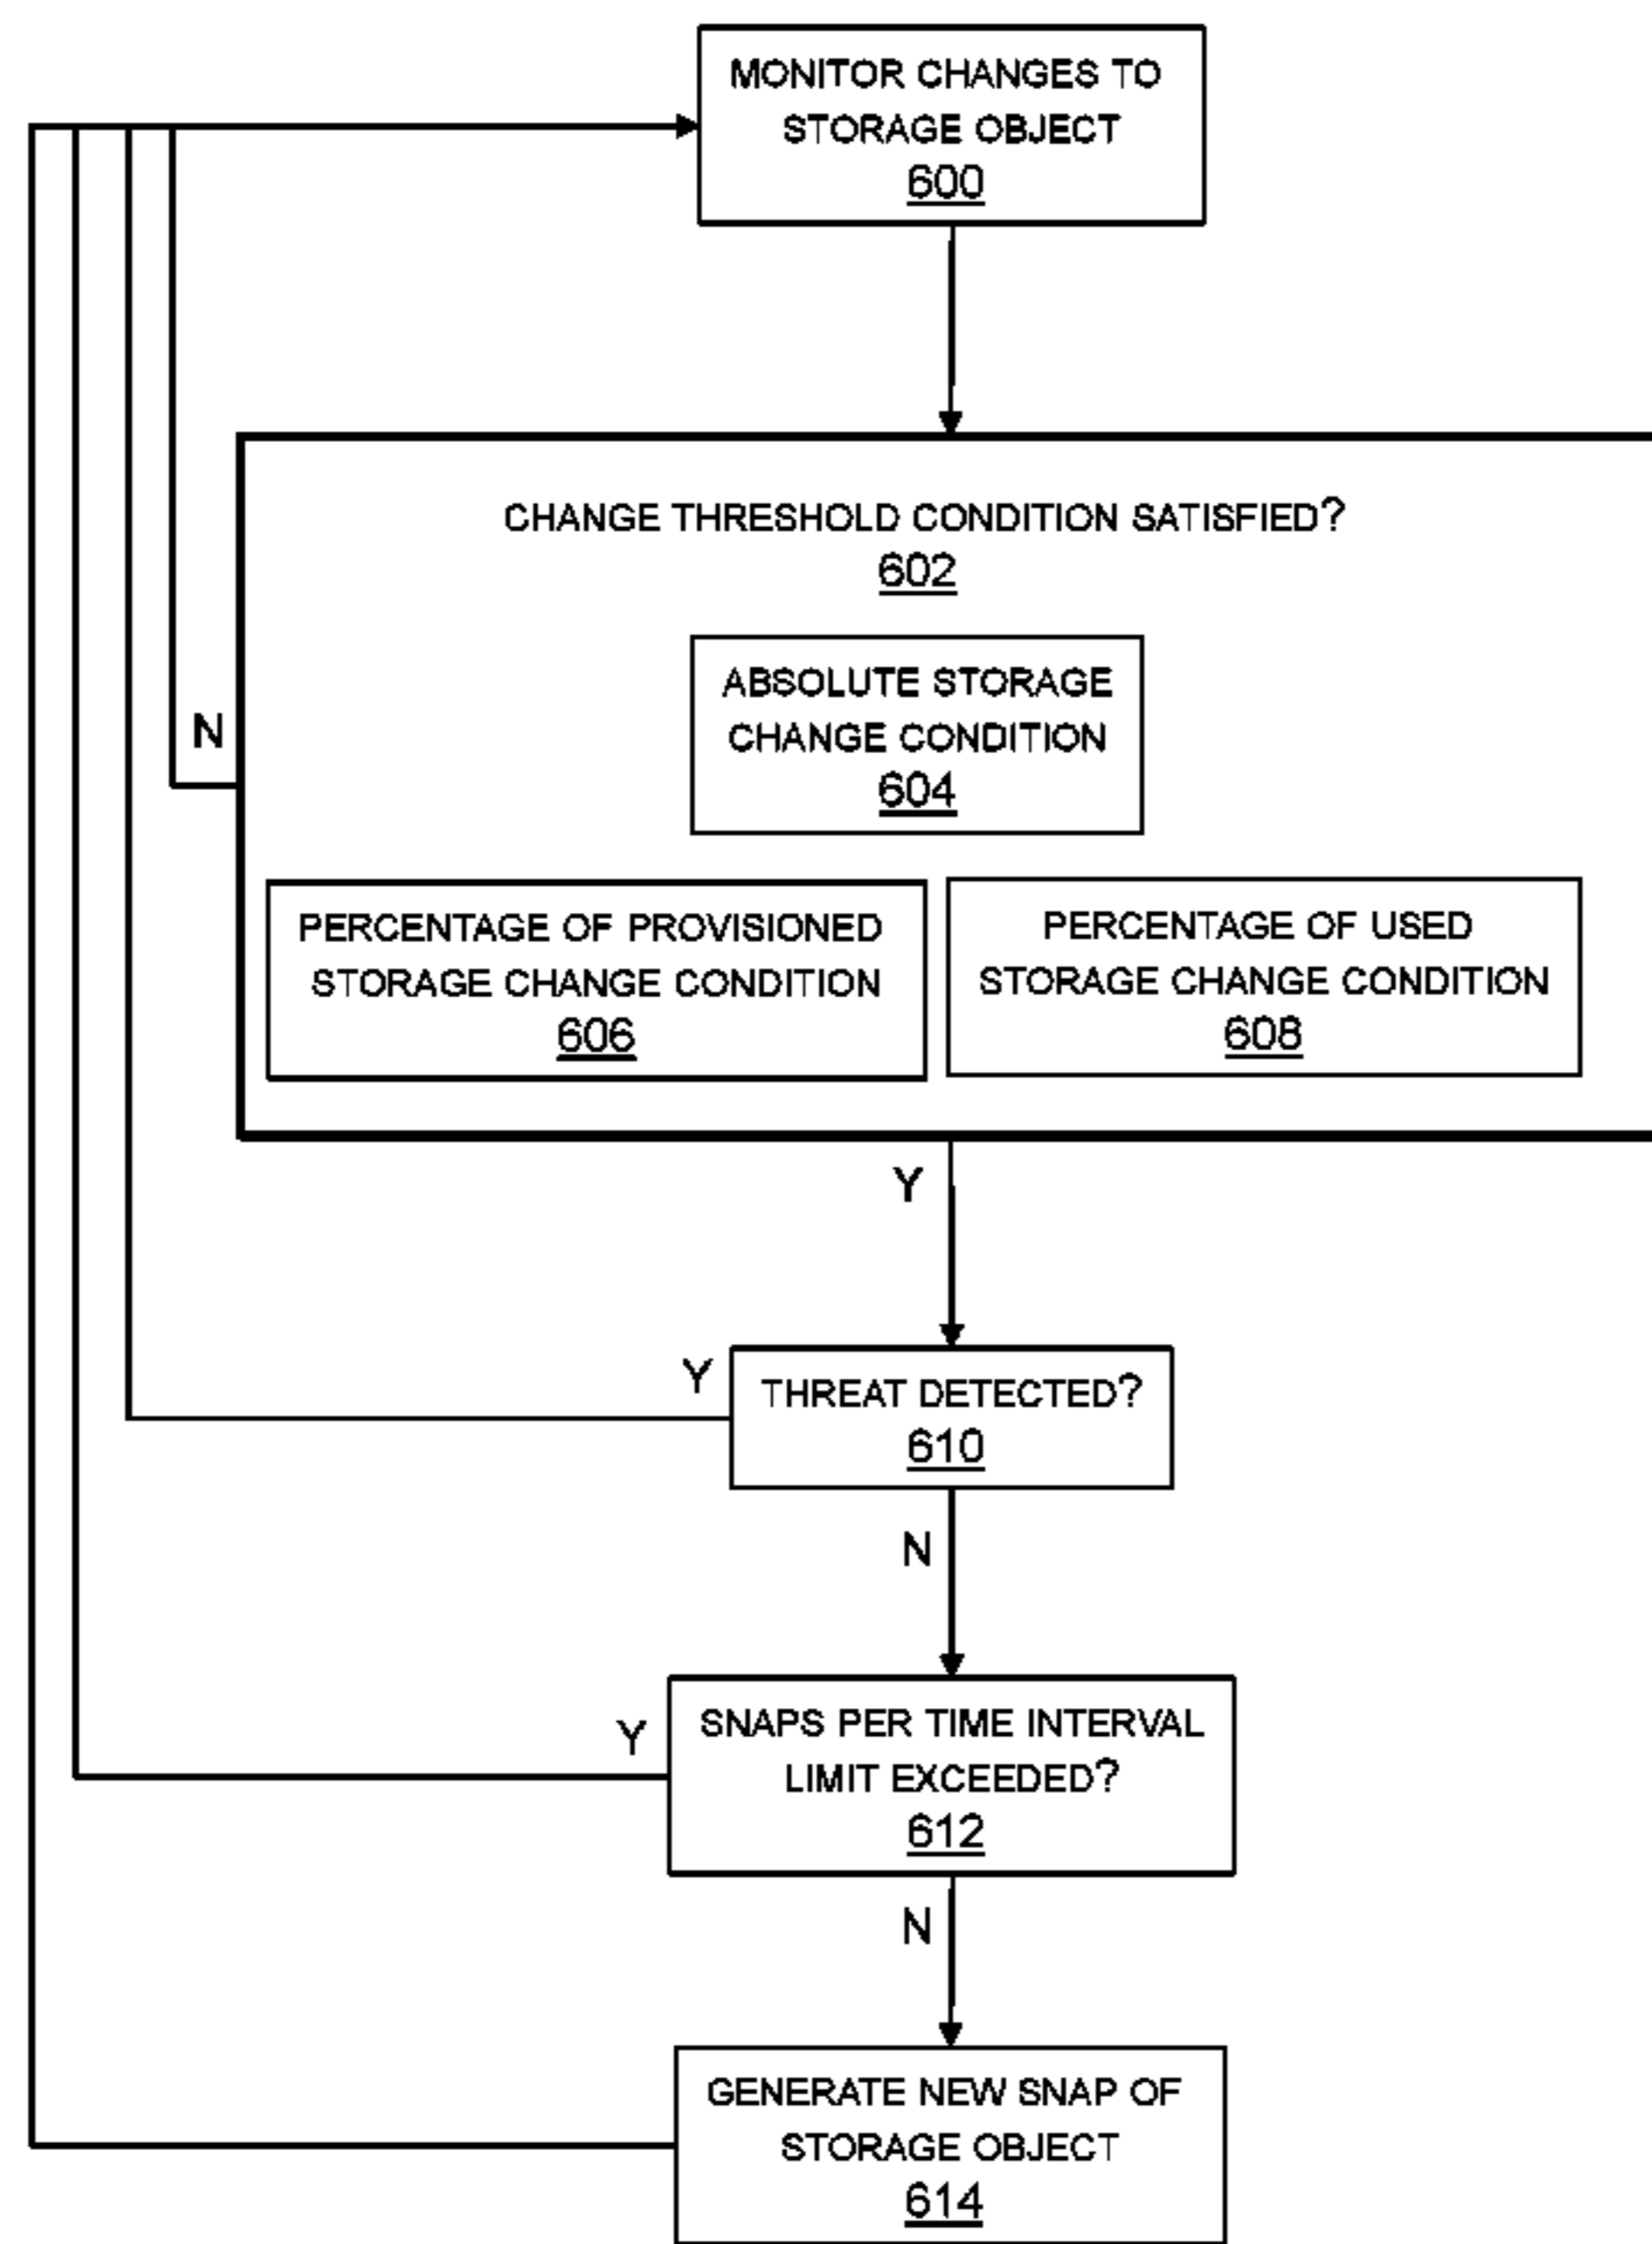 MONITOR CHANGES TO
STORAGE OBJECT
600
CHANGE THRESHOLD CONDITION SATISFIED?
602
ABSOLUTE STORAGE
CHANGE CONDITION
604
N
PERCENTAGE OF PROVISIONED
STORAGE CHANGE CONDITION
606
PERCENTAGE OF USED
STORAGE CHANGE CONDITION
608
Y
Y
THREAT DETECTED?
610
N
Y
SNAPS PER TIME INTERVAL
LIMIT EXCEEDED?
612
N
GENERATE NEW SNAP OF
STORAGE OBJECT
614